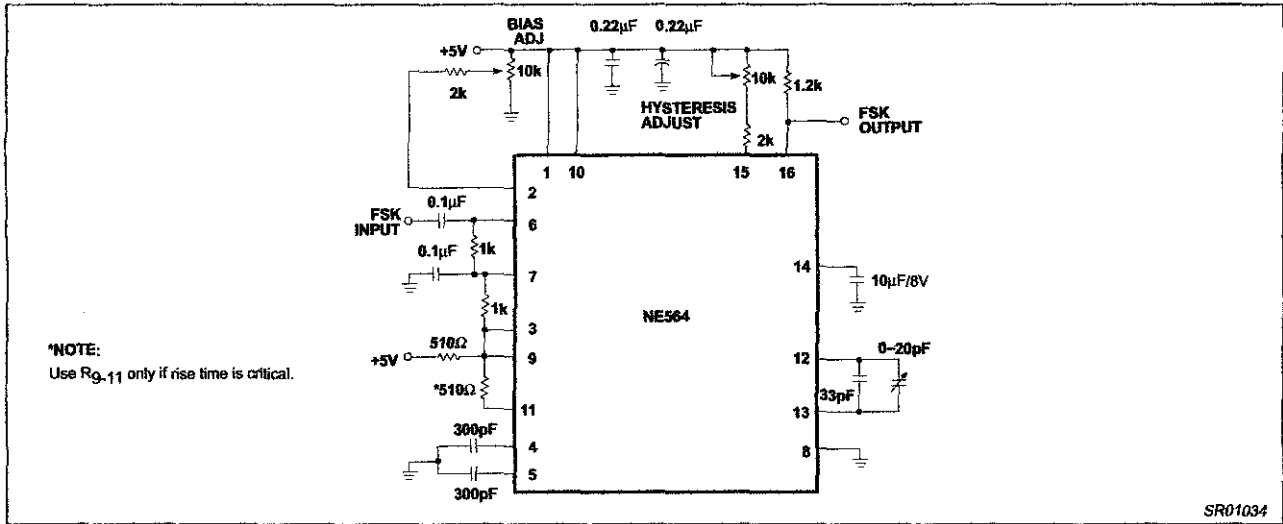 BIAS
ADJ
0.22µF
0.22µF
+5V
10k
2k
10k
1.2k
HYSTERESIS
ADJUST
2k
FSK
OUTPUT
1
10
15
16
2
0.1µF
FSK
INPUT
6
1k
0.1µF
7
14
10µF/8V
1k
NE564
3
*NOTE:
Use R9-11 only if rise time is critical.
+5V
510Ω
9
12
0–20pF
*510Ω
33pF
11
13
300pF
4
8
5
300pF
SR01034